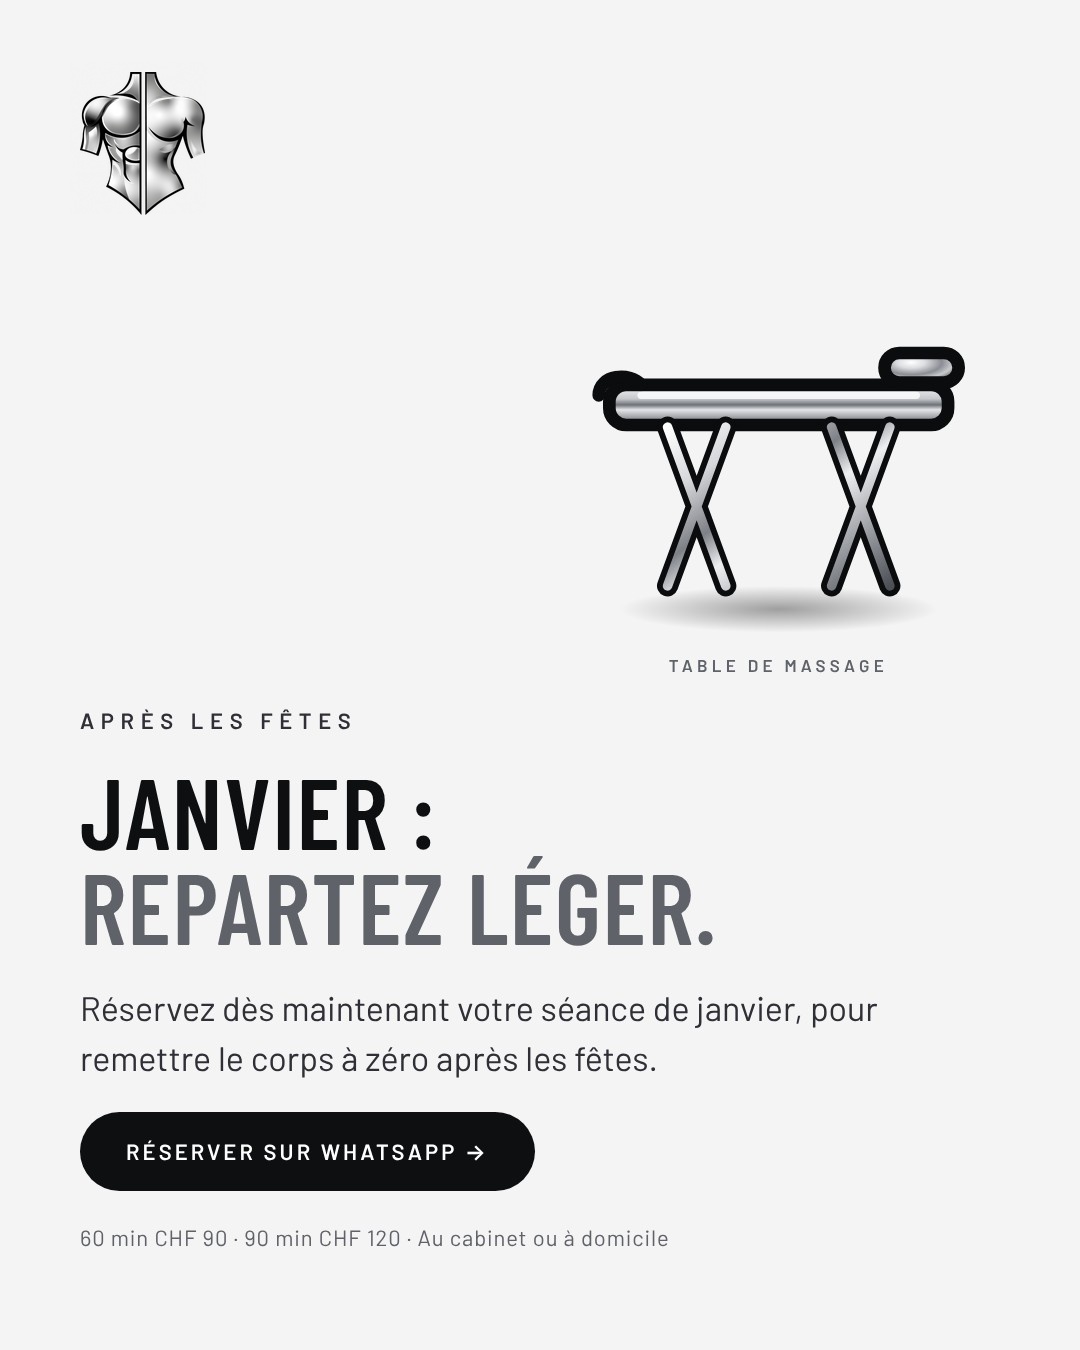 TABLE DE MASSAGE
APRÈS LES FÊTES
JANVIER :
REPARTEZ LÉGER.
Réservez dès maintenant votre séance de janvier, pour
remettre le corps à zéro après les fêtes.
RÉSERVER SUR WHATSAPP →
60 min CHF 90 · 90 min CHF 120 · Au cabinet ou à domicile